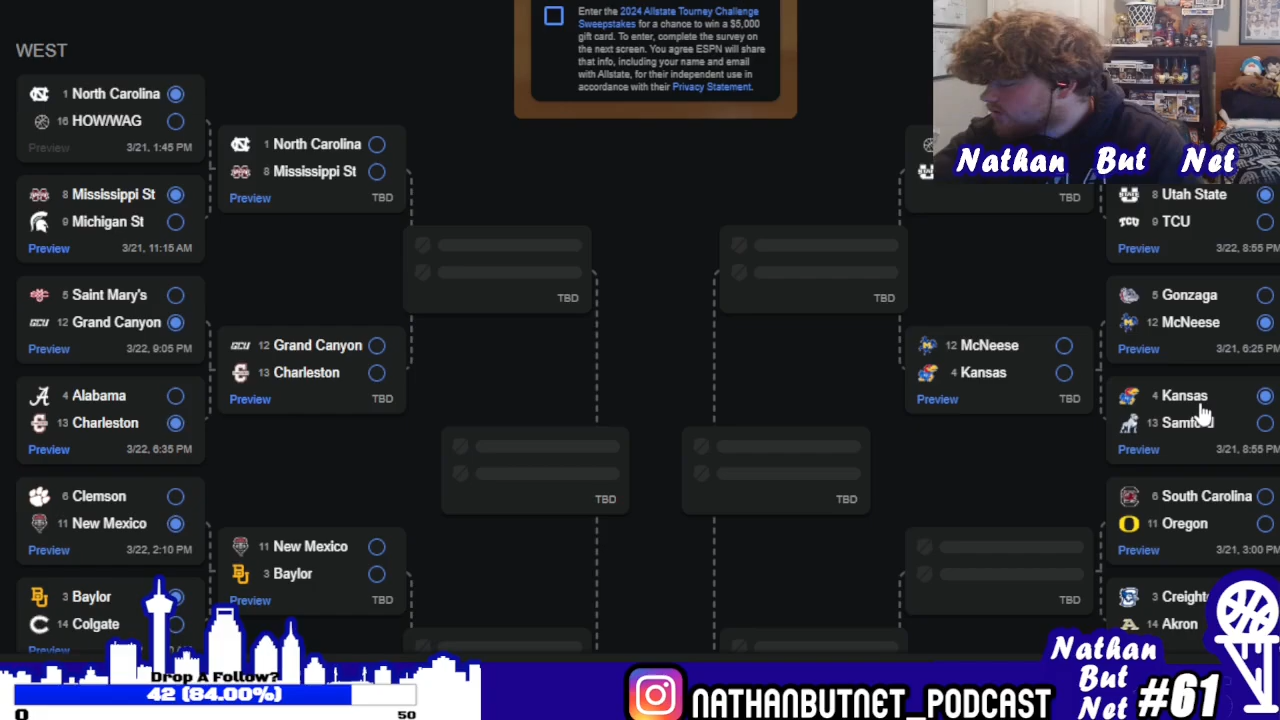 Enter the 2024 Allstate Tourney Challenge
Sweepstakes for a chance to win a $5,000
gift card. To enter, complete the survey on
the next screen. You agree ESPN will share
that info, including your name and email
with Allstate, for their independent use in
accordance with their Privacy Statement.
WEST
1 North Carolina
16 HOW/WAG
Preview 3/21, 1:45 PM
8 Mississippi St
9 Michigan St
Preview 3/21, 11:15 AM
5 Saint Mary's
GCU 12 Grand Canyon
Preview 3/22, 9:05 PM
4 Alabama
13 Charleston
Preview 3/22, 6:35 PM
6 Clemson
11 New Mexico
Preview 3/22, 2:10 PM
3 Baylor
14 Colgate
Preview
1 North Carolina
8 Mississippi St
Preview TBD
GCU 12 Grand Canyon
13 Charleston
Preview TBD
11 New Mexico
3 Baylor
Preview TBD
TBD
TBD
TBD
TBD
TBD
12 McNeese
4 Kansas
Preview TBD
TBD
8 Utah State
TCU 9 TCU
Preview 3/22, 8:55 PM
5 Gonzaga
12 McNeese
Preview 3/21, 6:25 PM
4 Kansas
13
Preview 3/21, 8:55 PM
6 South Carolina
11 Oregon
Preview 3/21, 3:00 PM
3
14 Akron
Nathan But Net
Drop A Follow?
42 (84.00%)
0 50
NATHANBUTNET_PODCAST
Nathan
But
Net
#61